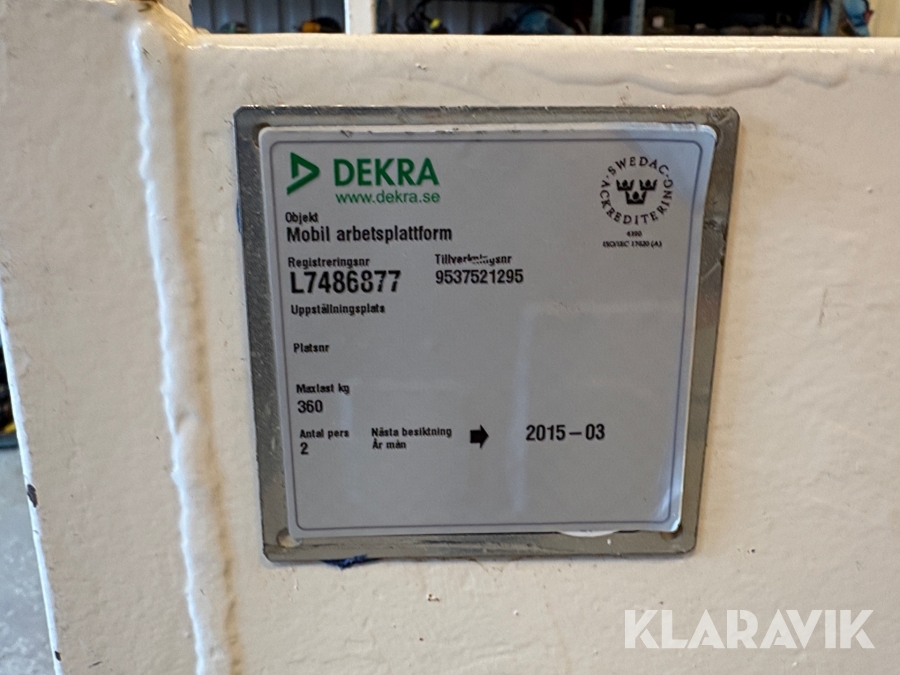 DEKRA
www.dekra.se
SWEDAC
ACKREDITERING
ISO/IEC 17020 (A)
Objekt
Mobil arbetsplattform
Registreringsnr
Tillverkningsnr
L7486877
9537521295
Uppställningsplats
Platsnr
Maxlast kg
360
Antal pers
Nästa besiktning
2015-03
2
År mån
KLARAVIK